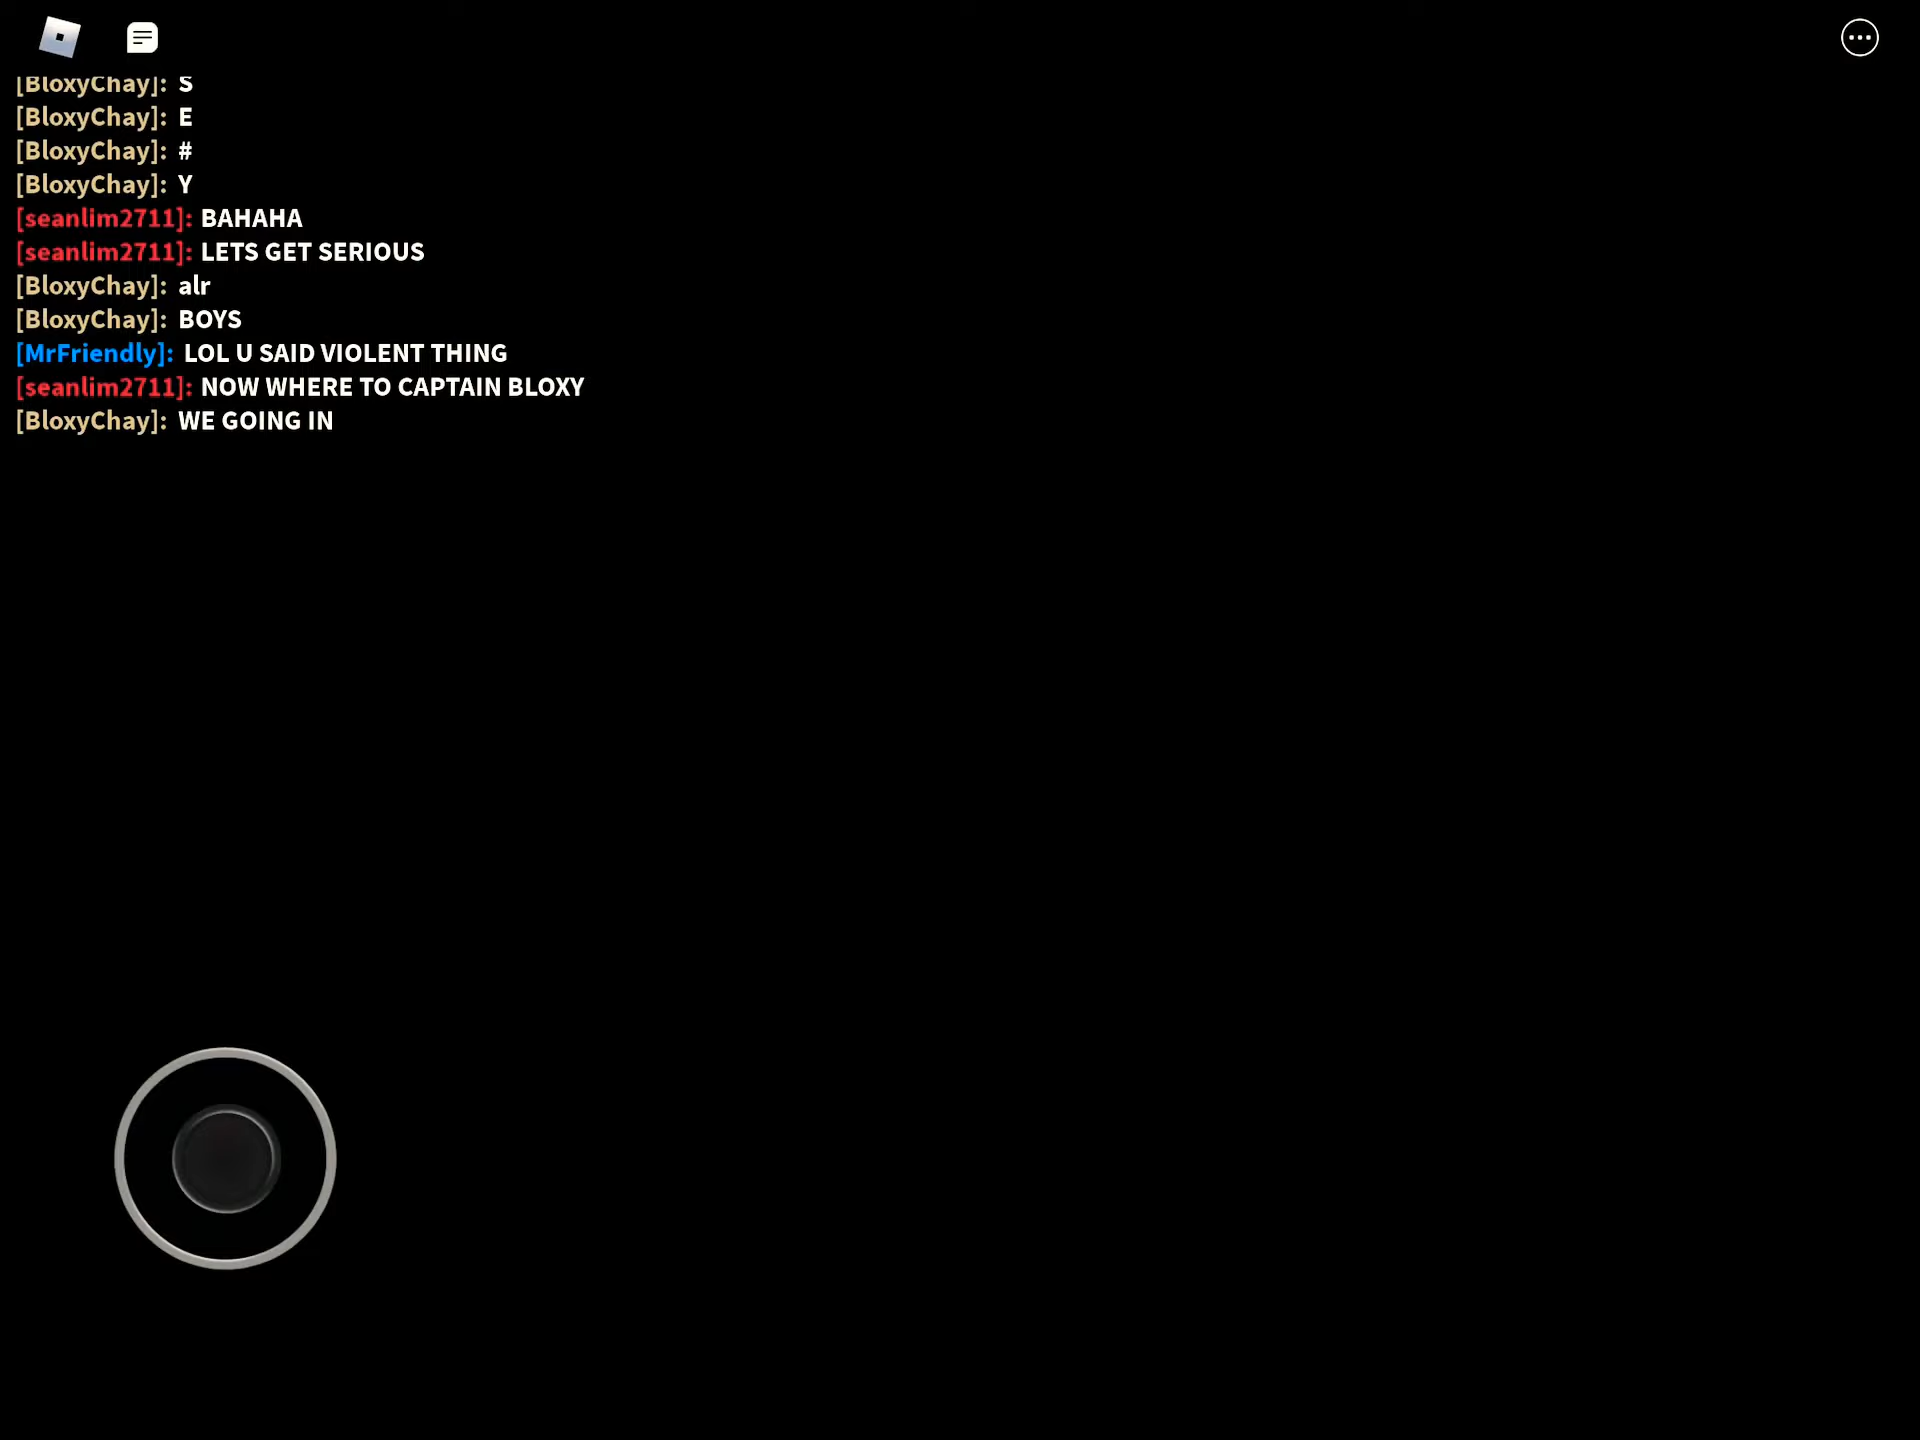 [BloxyChay]: S
[BloxyChay]: E
[BloxyChay]: #
[BloxyChay]: Y
[seanlim2711]: BAHAHA
[seanlim2711]: LETS GET SERIOUS
[BloxyChay]: alr
[BloxyChay]: BOYS
[MrFriendly]: LOL U SAID VIOLENT THING
[seanlim2711]: NOW WHERE TO CAPTAIN BLOXY
[BloxyChay]: WE GOING IN